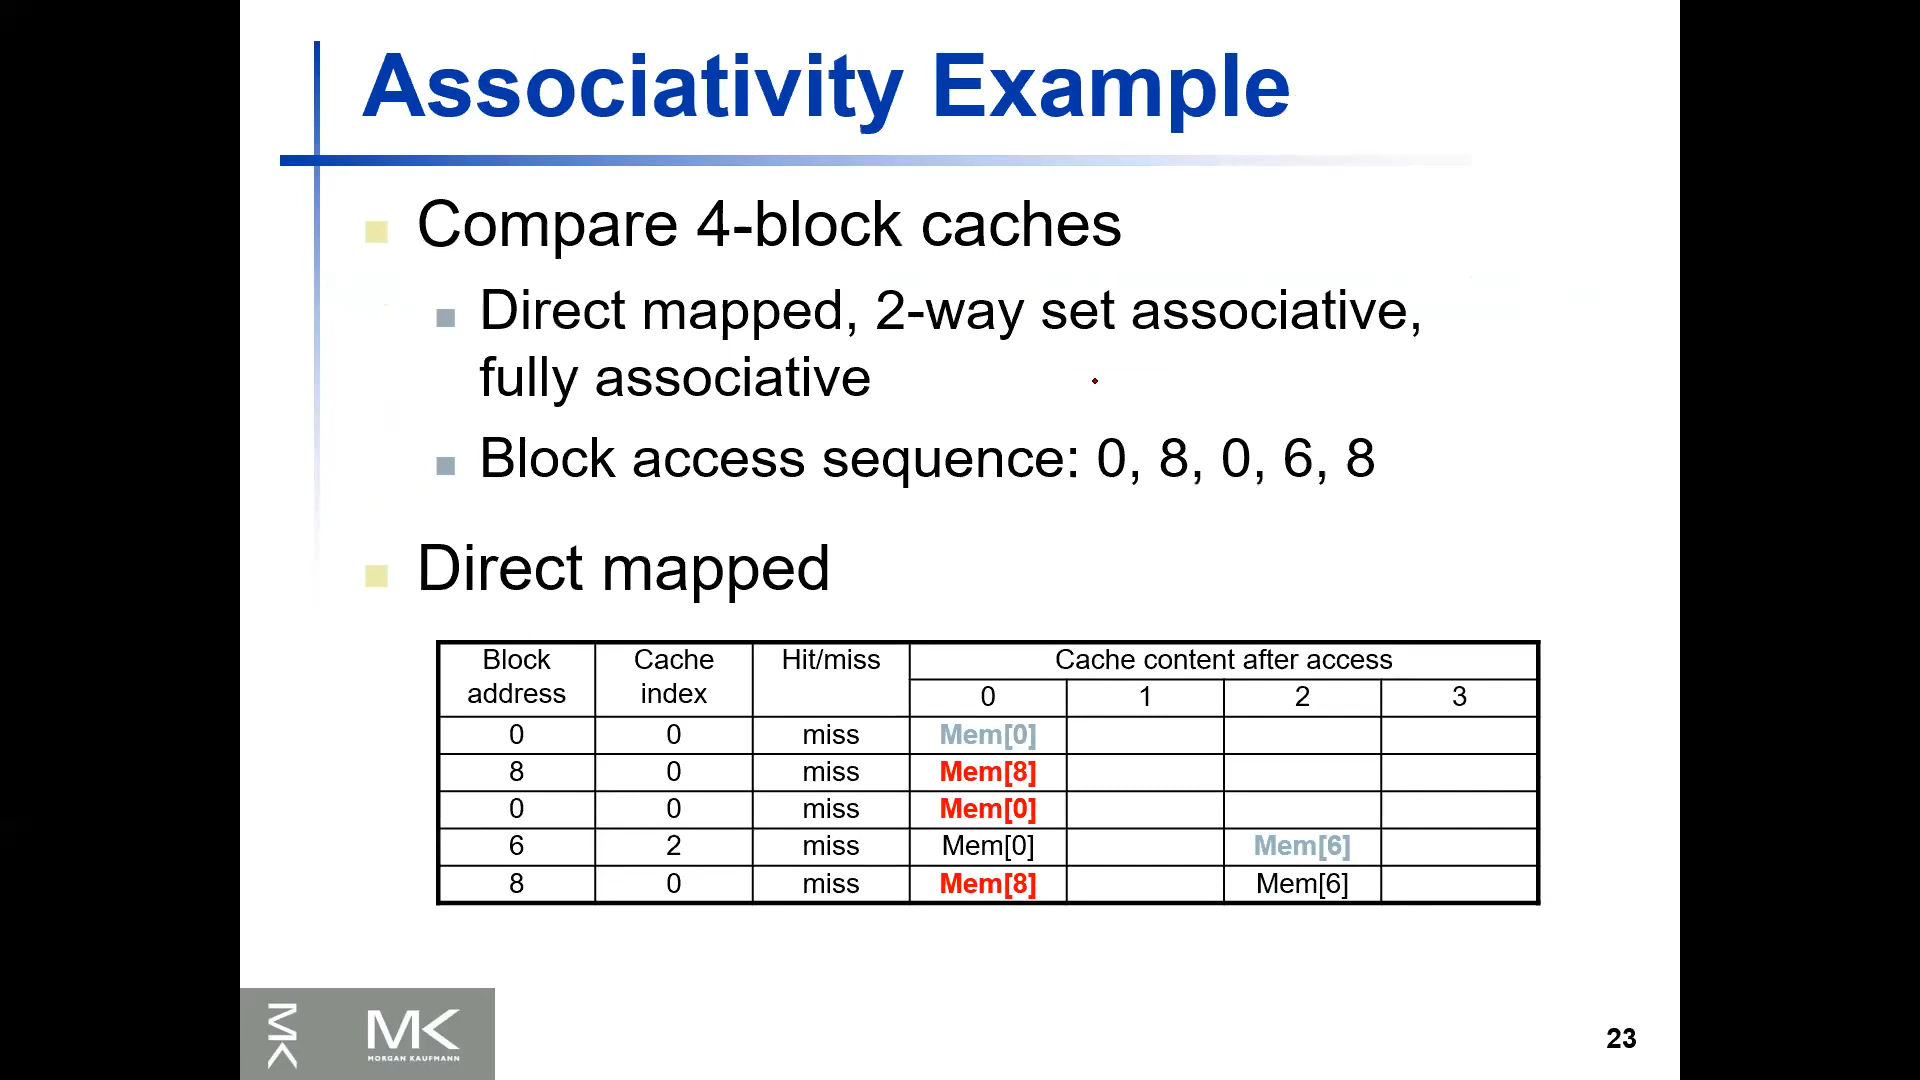 Associativity Example
Compare 4-block caches
Direct mapped, 2-way set associative,
fully associative
Block access sequence: 0, 8, 0, 6, 8
Direct mapped
Block address Cache index Hit/miss Cache content after access
0 1 2 3
0 0 miss Mem[0]
8 0 miss Mem[8]
0 0 miss Mem[0]
6 2 miss Mem[0] Mem[6]
8 0 miss Mem[8] Mem[6]
MK
MK
MORGAN KAUFMANN
23